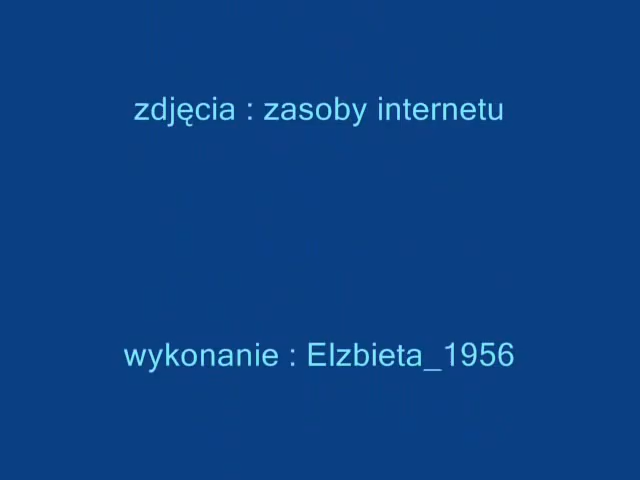 zdjęcia : zasoby internetu
wykonanie : Elzbieta_1956